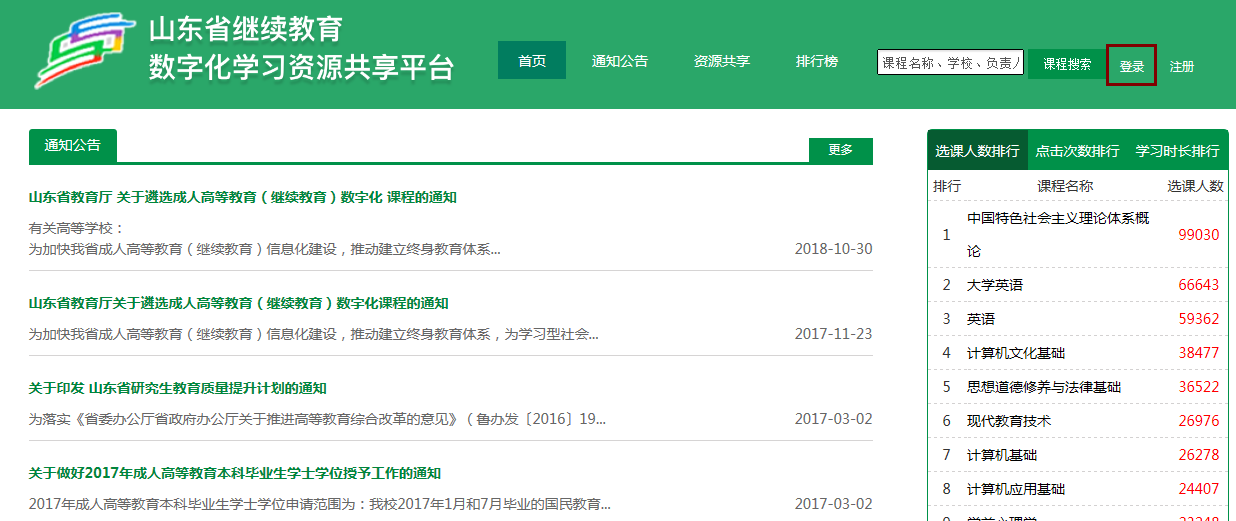 山东省继续教育
数字化学习资源共享平台
首页 通知公告 资源共享 排行榜 课程名称、学校、负责 课程搜索 登录 注册
通知公告 更多
山东省教育厅 关于遴选成人高等教育（继续教育）数字化 课程的通知
有关高等学校：
为加快我省成人高等教育（继续教育）信息化建设，推动建立终身教育体系... 2018-10-30
山东省教育厅关于遴选成人高等教育（继续教育）数字化课程的通知
为加快我省成人高等教育（继续教育）信息化建设，推动建立终身教育体系，为学习型社会... 2017-11-23
关于印发 山东省研究生教育质量提升计划的通知
为落实《省委办公厅省政府办公厅关于推进高等教育综合改革的意见》（鲁办发〔2016〕19... 2017-03-02
关于做好2017年成人高等教育本科毕业生学士学位授予工作的通知
2017年成人高等教育本科毕业生学士学位申请范围为：我校2017年1月和7月毕业的国民教育... 2017-03-02
选课人数排行 点击次数排行 学习时长排行
排行 课程名称 选课人数
1 中国特色社会主义理论体系概
论 99030
2 大学英语 66643
3 英语 59362
4 计算机文化基础 38477
5 思想道德修养与法律基础 36522
6 现代教育技术 26976
7 计算机基础 26278
8 计算机应用基础 24407